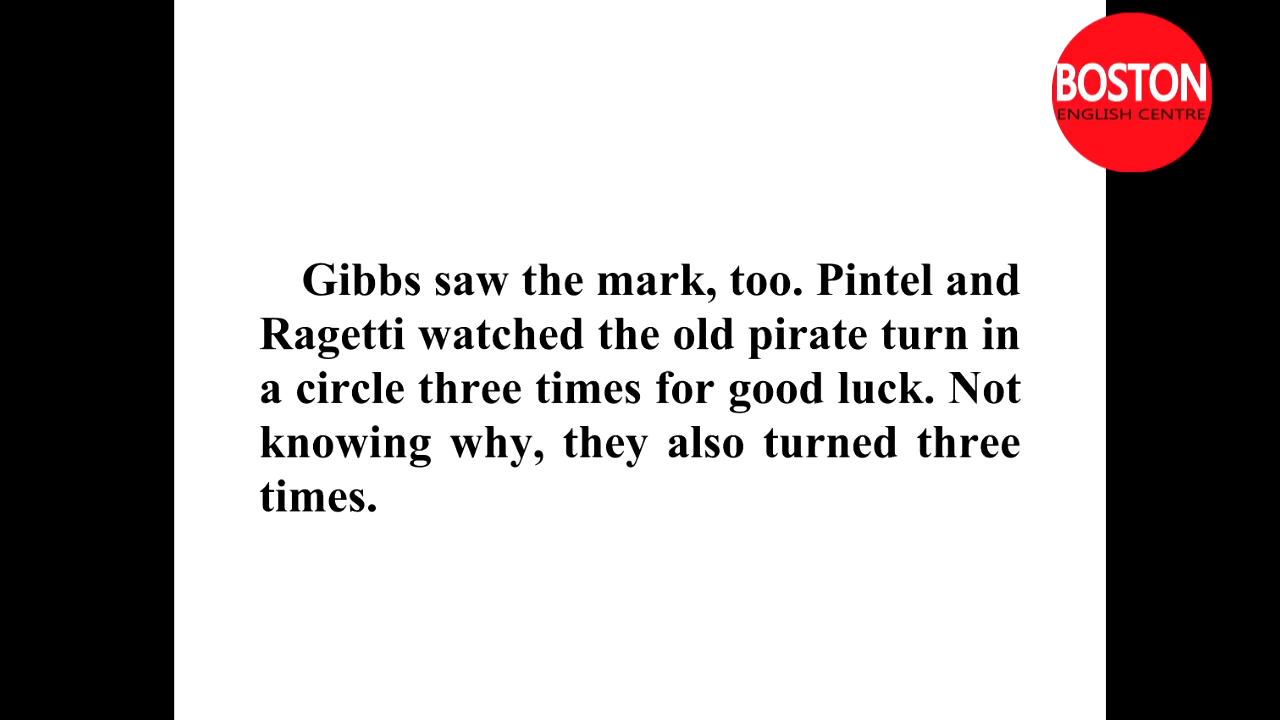 BOSTON
ENGLISH CENTRE
Gibbs saw the mark, too. Pintel and
Ragetti watched the old pirate turn in
a circle three times for good luck. Not
knowing why, they also turned three
times.